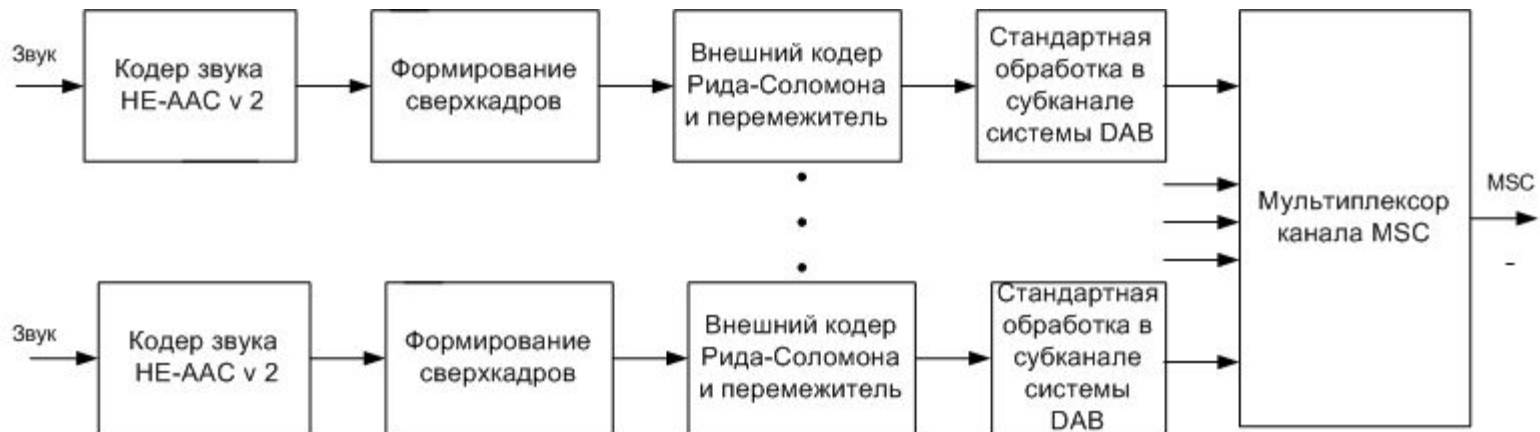 Звук
Кодер звука
HE-AAC v 2
Формирование
сверхкадров
Внешний кодер
Рида-Соломона
и перемежитель
Стандартная
обработка в
субканале
системы DAB
Мультиплексор
канала MSC
MSC
Звук
Кодер звука
HE-AAC v 2
Формирование
сверхкадров
Внешний кодер
Рида-Соломона
и перемежитель
Стандартная
обработка в
субканале
системы
DAB